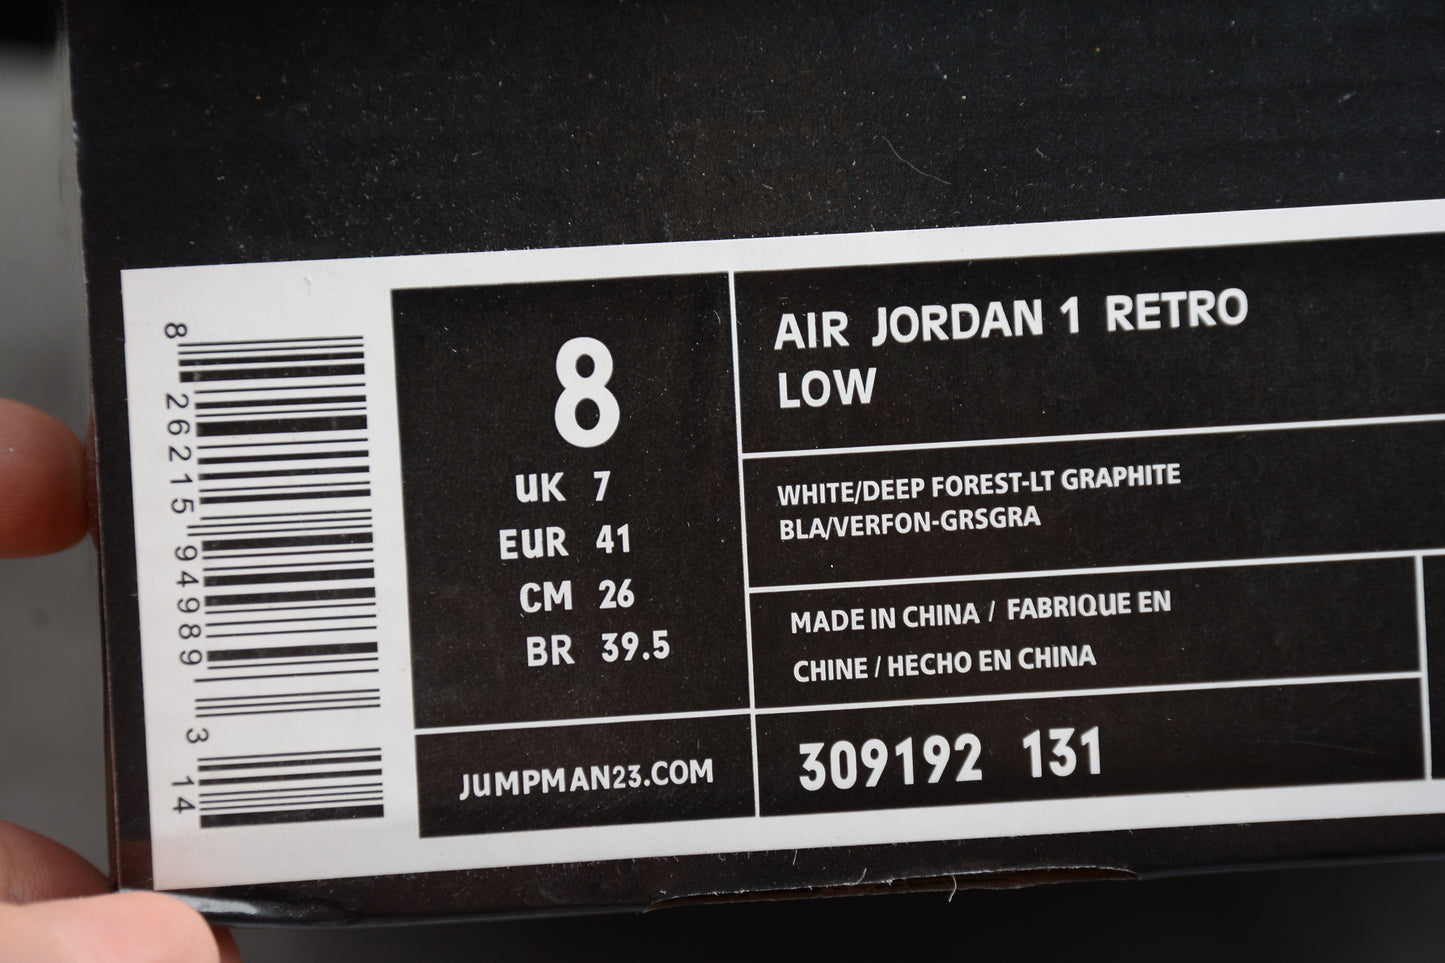 8 26215 94989 3
14
8
UK 7
EUR 41
CM 26
BR 39.5
JUMPMAN23.COM
AIR JORDAN 1 RETRO
LOW
WHITE/DEEP FOREST-LT GRAPHITE
BLA/VERFON-GRSGRA
MADE IN CHINA / FABRIQUE EN
CHINE / HECHO EN CHINA
309192 131